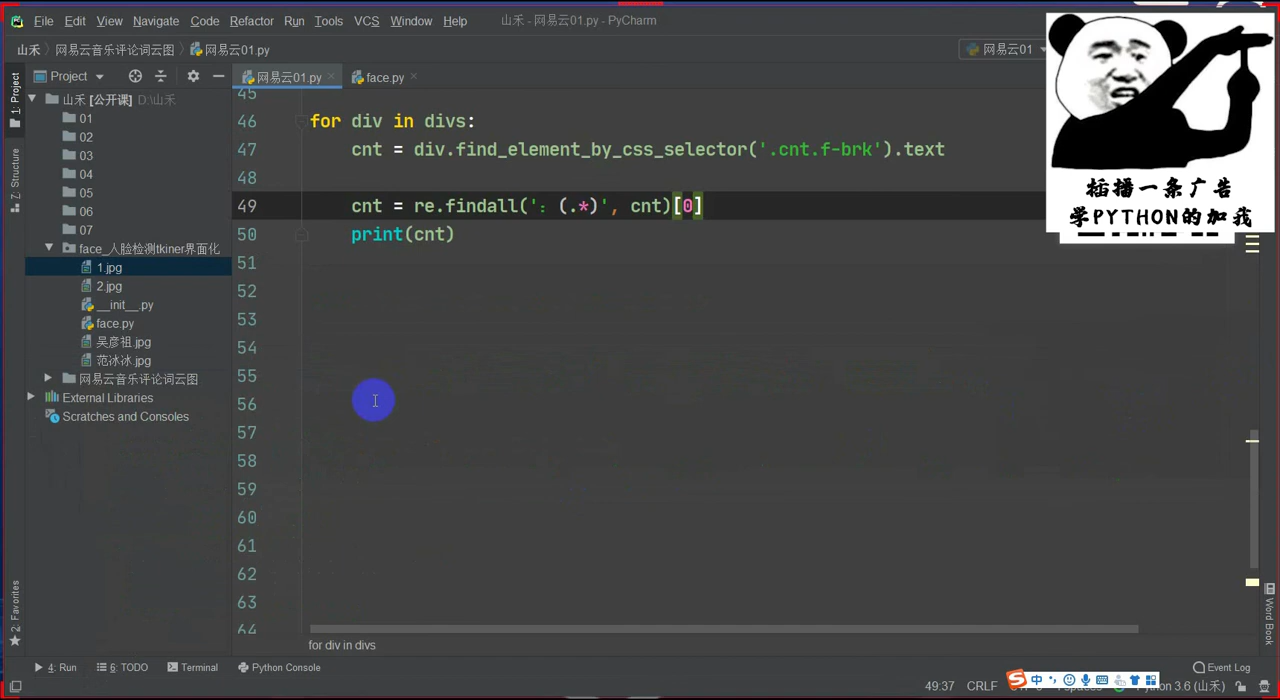 File Edit View Navigate Code Refactor Run Tools VCS Window Help 山禾 - 网易云01.py - PyCharm
山禾 网易云音乐评论词云图 网易云01.py 网易云01
Project 网易云01.py face.py
1: Project
Z: Structure
2: Favorites
山禾 [公开课] D:\山禾
01
02
03
04
05
06
07
face_人脸检测tkiner界面化
1.jpg
2.jpg
__init__.py
face.py
吴彦祖.jpg
范冰冰.jpg
网易云音乐评论词云图
External Libraries
Scratches and Consoles
45
46 for div in divs:
47 cnt = div.find_element_by_css_selector('.cnt.f-brk').text
48
49 cnt = re.findall('：(.*)', cnt)[0]
50 print(cnt)
51
52
53
54
55
56
57
58
59
60
61
62
63
64
for div in divs
插播一条广告
学PYTHON的加我
Word Book
4: Run 6: TODO Terminal Python Console Event Log
49:37 CRLF Python 3.6 (山禾)
中